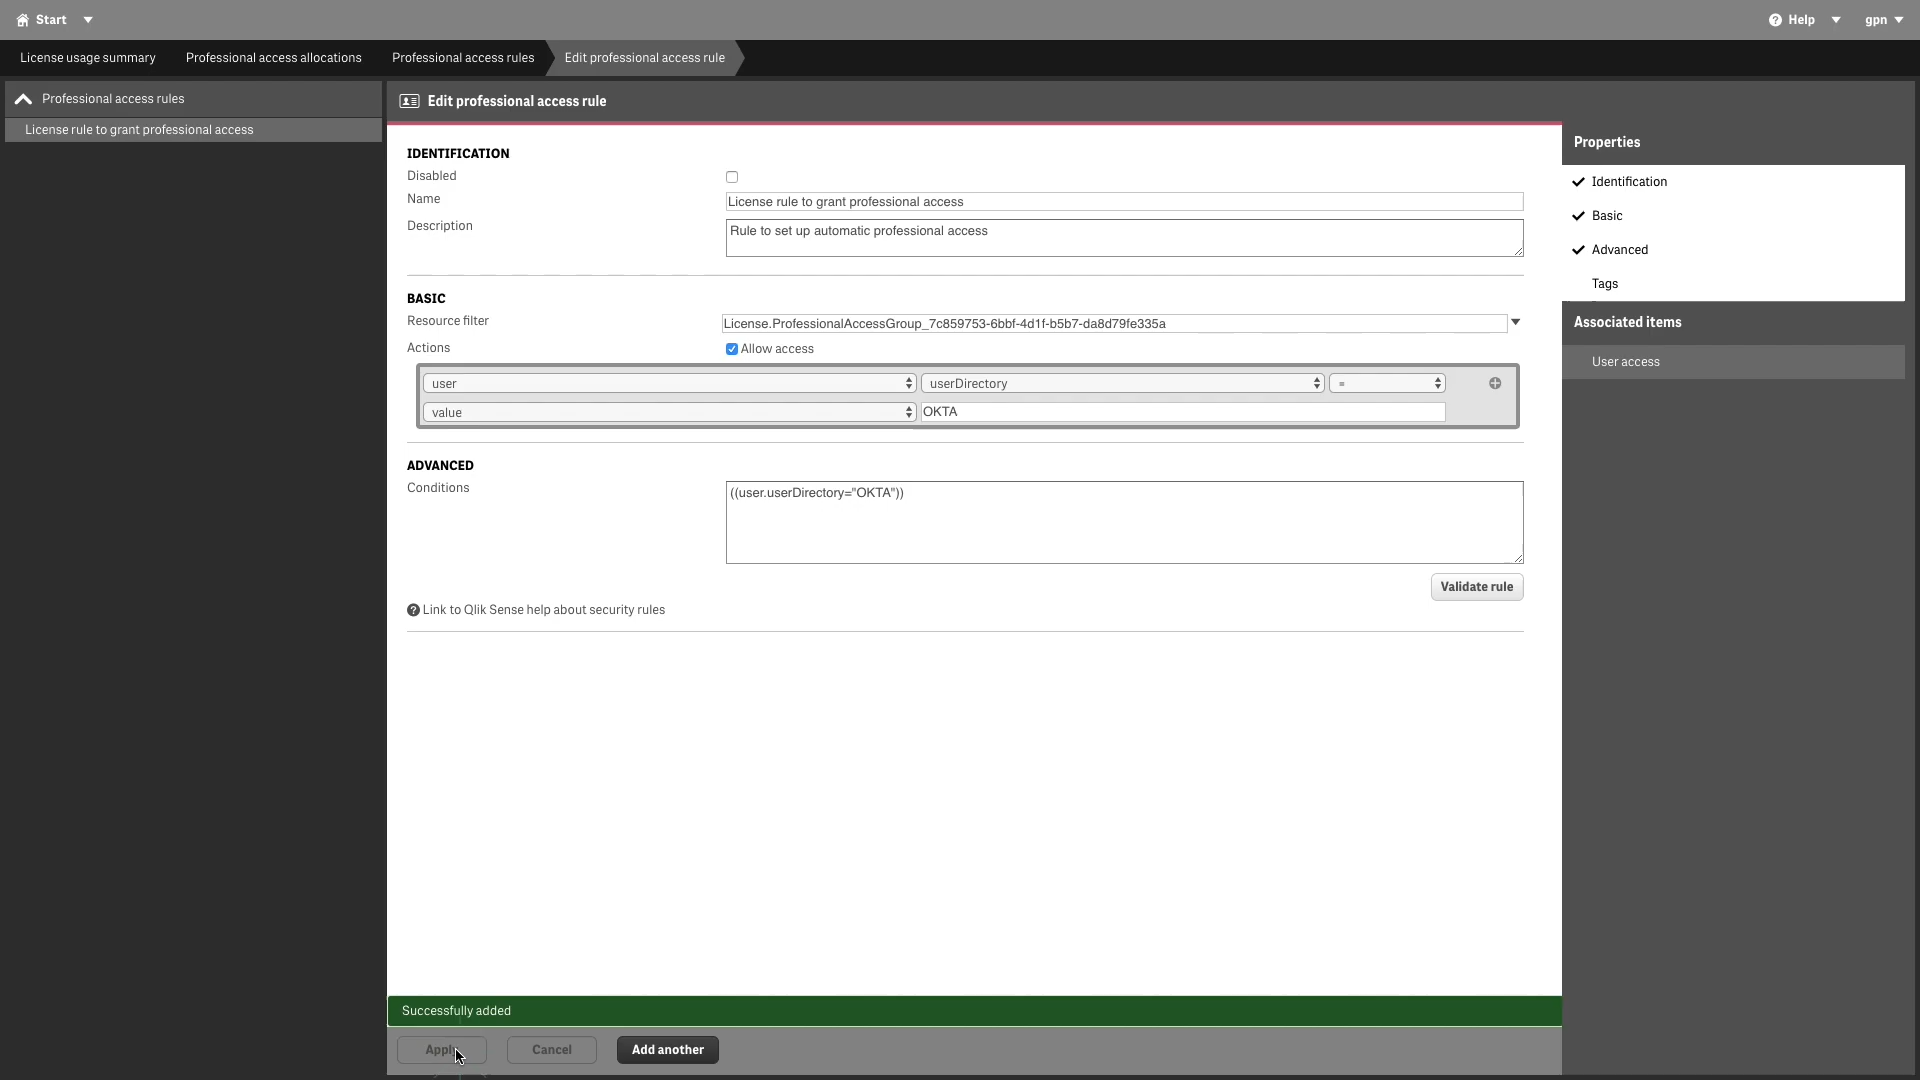 Start
Help
gpn
License usage summary
Professional access allocations
Professional access rules
Edit professional access rule
Professional access rules
License rule to grant professional access
Edit professional access rule
IDENTIFICATION
Disabled
Name
License rule to grant professional access
Description
Rule to set up automatic professional access
BASIC
Resource filter
License.ProfessionalAccessGroup_7c859753-6bbf-4d1f-b5b7-da8d79fe335a
Actions
Allow access
user
userDirectory
=
value
OKTA
ADVANCED
Conditions
((user.userDirectory="OKTA"))
Validate rule
Link to Qlik Sense help about security rules
Properties
Identification
Basic
Advanced
Tags
Associated items
User access
Successfully added
Apply
Cancel
Add another